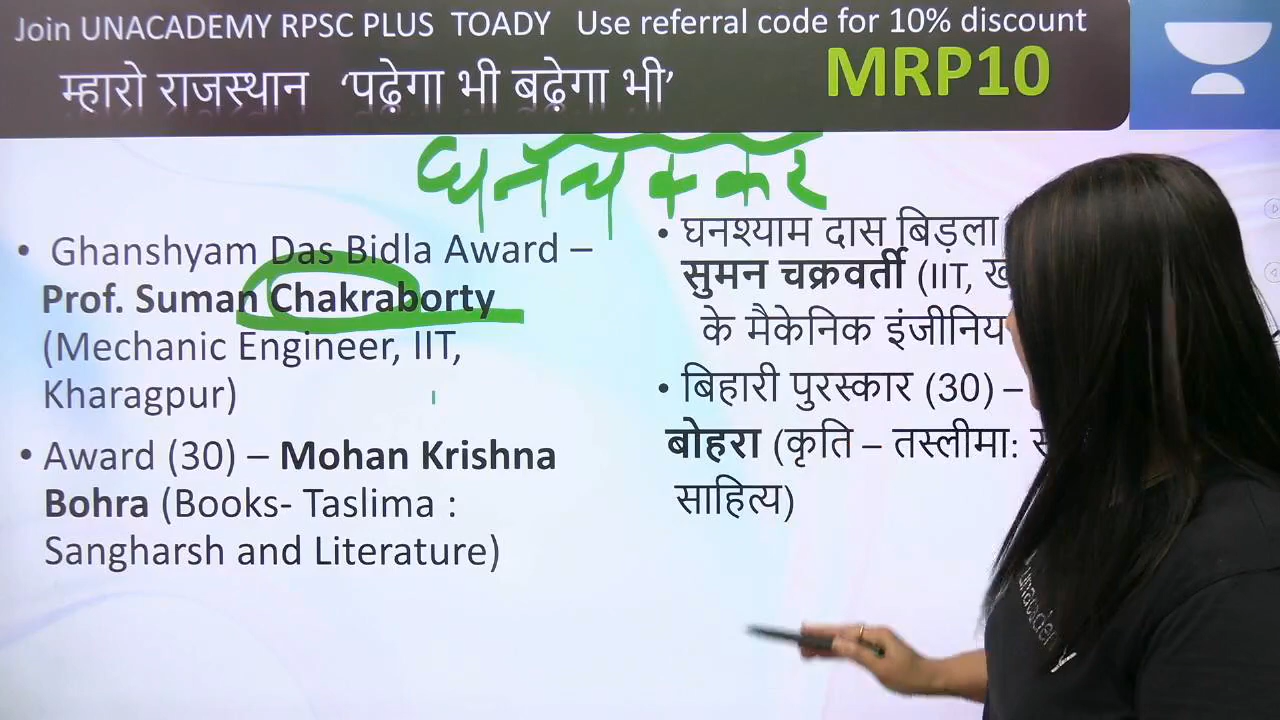 Join UNACADEMY RPSC PLUS TOADY Use referral code for 10% discount
म्हारो राजस्थान ‘पढ़ेगा भी बढ़ेगा भी’ MRP10
घनचक्कर
• Ghanshyam Das Bidla Award –
Prof. Suman Chakraborty
(Mechanic Engineer, IIT,
Kharagpur)
• Award (30) – Mohan Krishna
Bohra (Books- Taslima :
Sangharsh and Literature)
• घनश्याम दास बिड़ला
सुमन चक्रवर्ती (IIT,
के मैकेनिक
• बिहारी पुरस्कार (30) –
बोहरा (कृति – तस्लीमा:
साहित्य)
unacademy